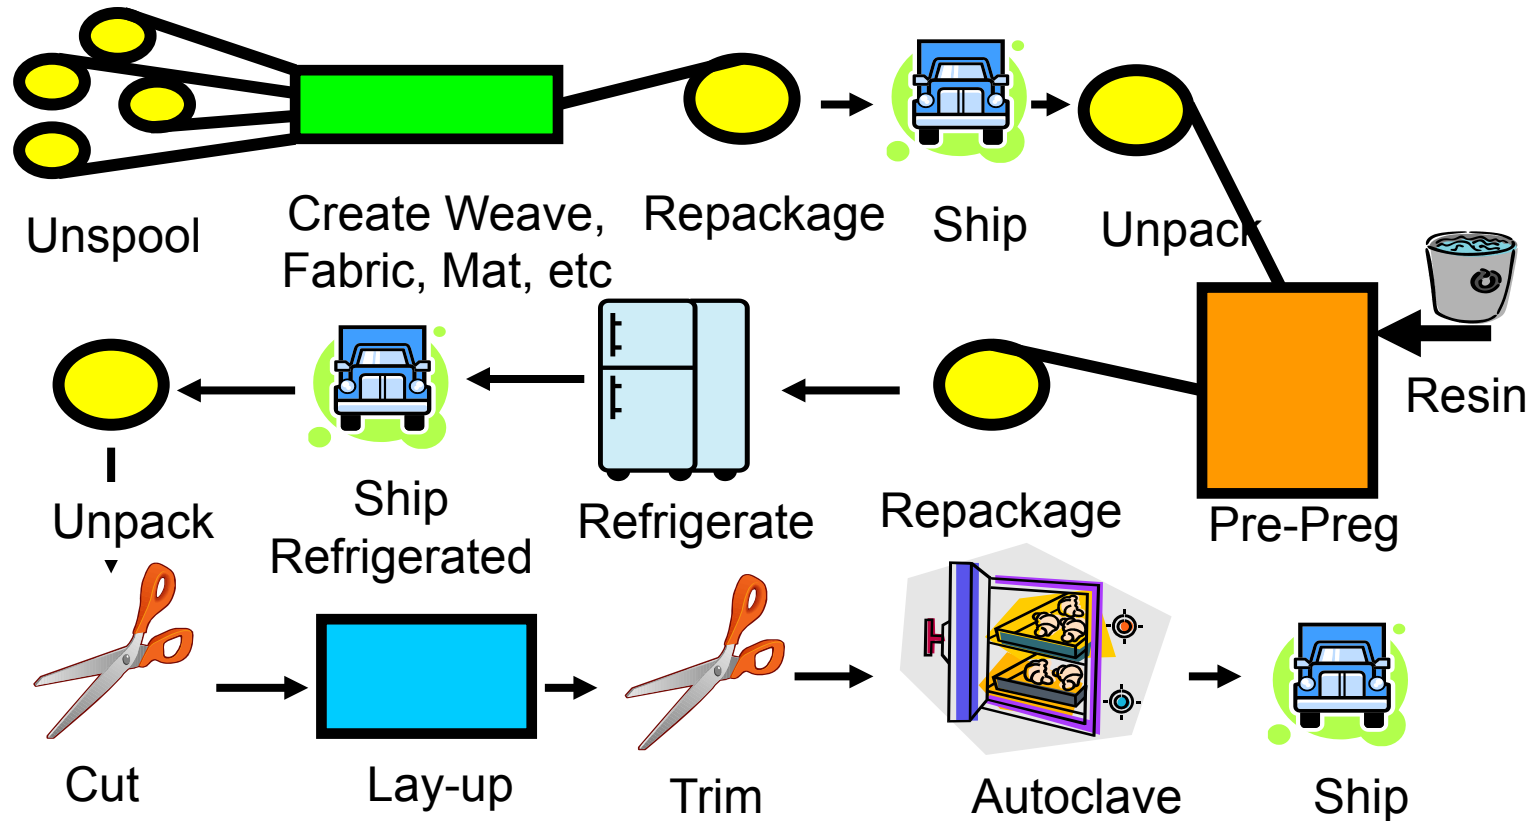 Unspool
Create Weave,
Fabric, Mat, etc
Repackage
Ship
Unpack
Resin
Pre-Preg
Repackage
Refrigerate
Ship
Refrigerated
Unpack
Cut
Lay-up
Trim
Autoclave
Ship